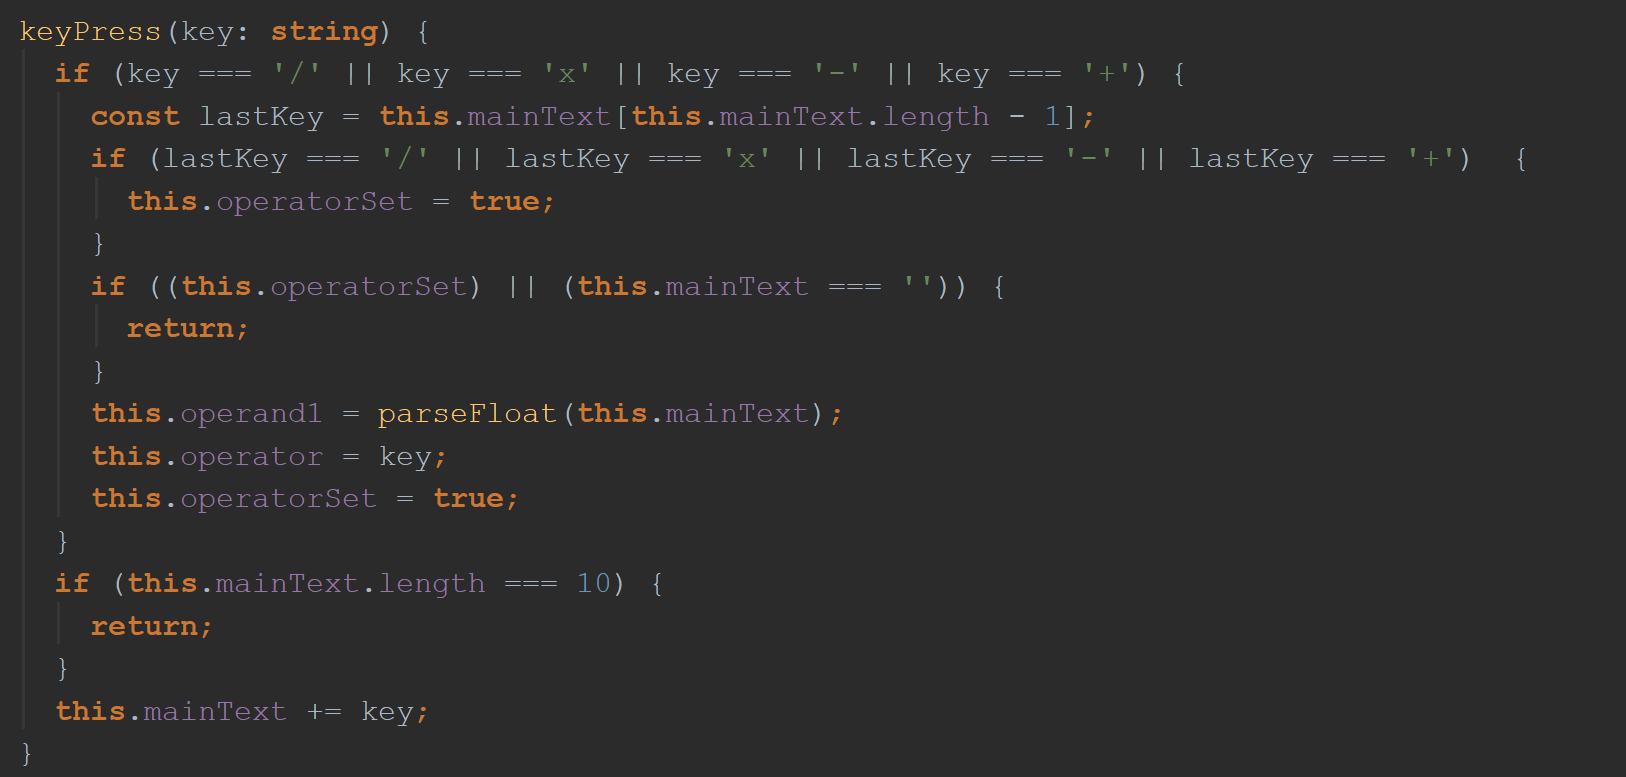 keyPress(key: string) {
  if (key === '/' || key === 'x' || key === '-' || key === '+') {
    const lastKey = this.mainText[this.mainText.length - 1];
    if (lastKey === '/' || lastKey === 'x' || lastKey === '-' || lastKey === '+')  {
      this.operatorSet = true;
    }
    if ((this.operatorSet) || (this.mainText === '')) {
      return;
    }
    this.operand1 = parseFloat(this.mainText);
    this.operator = key;
    this.operatorSet = true;
  }
  if (this.mainText.length === 10) {
    return;
  }
  this.mainText += key;
}